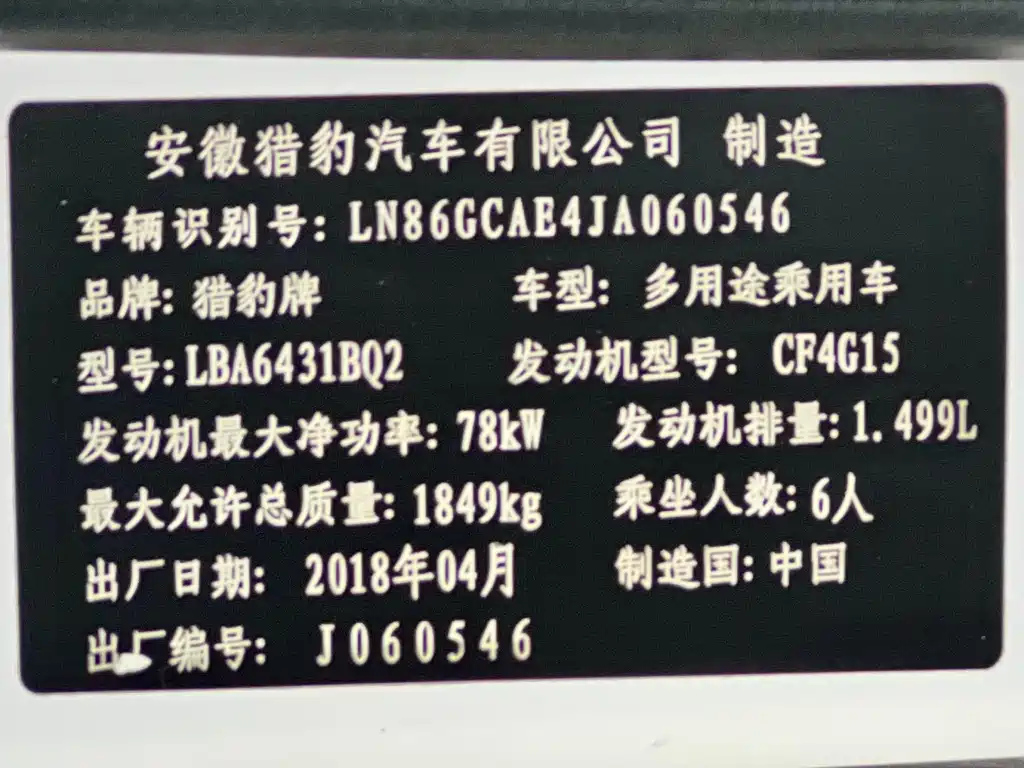 安徽猎豹汽车有限公司 制造
车辆识别号: LN86GCAE4JA060546
品牌: 猎豹牌 车型: 多用途乘用车
型号: LBA6431BQ2 发动机型号: CF4G15
发动机最大净功率: 78kW 发动机排量: 1.499L
最大允许总质量: 1849kg 乘坐人数: 6人
出厂日期: 2018年04月 制造国: 中国
出厂编号: J060546